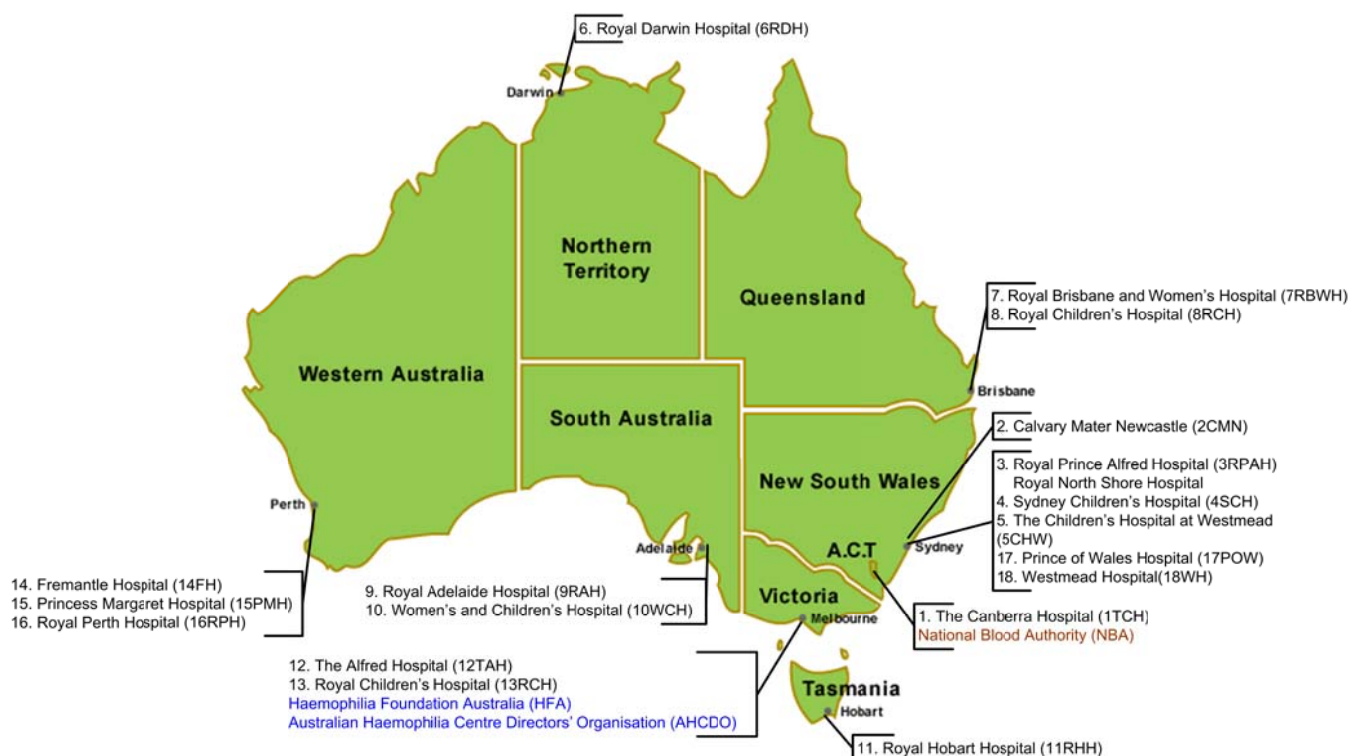 6. Royal Darwin Hospital (6RDH)
Darwin
Northern
Territory
Queensland
7. Royal Brisbane and Women's Hospital (7RBWH)
8. Royal Children's Hospital (8RCH)
Western Australia
Brisbane
South Australia
2. Calvary Mater Newcastle (2CMN)
3. Royal Prince Alfred Hospital (3RPAH)
Royal North Shore Hospital
4. Sydney Children's Hospital (4SCH)
5. The Children's Hospital at Westmead
(5CHW)
17. Prince of Wales Hospital (17POW)
18. Westmead Hospital(18WH)
New South Wales
Perth
Adelaide
A.C.T
Sydney
14. Fremantle Hospital (14FH)
15. Princess Margaret Hospital (15PMH)
16. Royal Perth Hospital (16RPH)
9. Royal Adelaide Hospital (9RAH)
10. Women's and Children's Hospital (10WCH)
Victoria
Melbourne
1. The Canberra Hospital (1TCH)
National Blood Authority (NBA)
12. The Alfred Hospital (12TAH)
13. Royal Children's Hospital (13RCH)
Haemophilia Foundation Australia (HFA)
Australian Haemophilia Centre Directors' Organisation (AHCDO)
Tasmania
Hobart
11. Royal Hobart Hospital (11RHH)